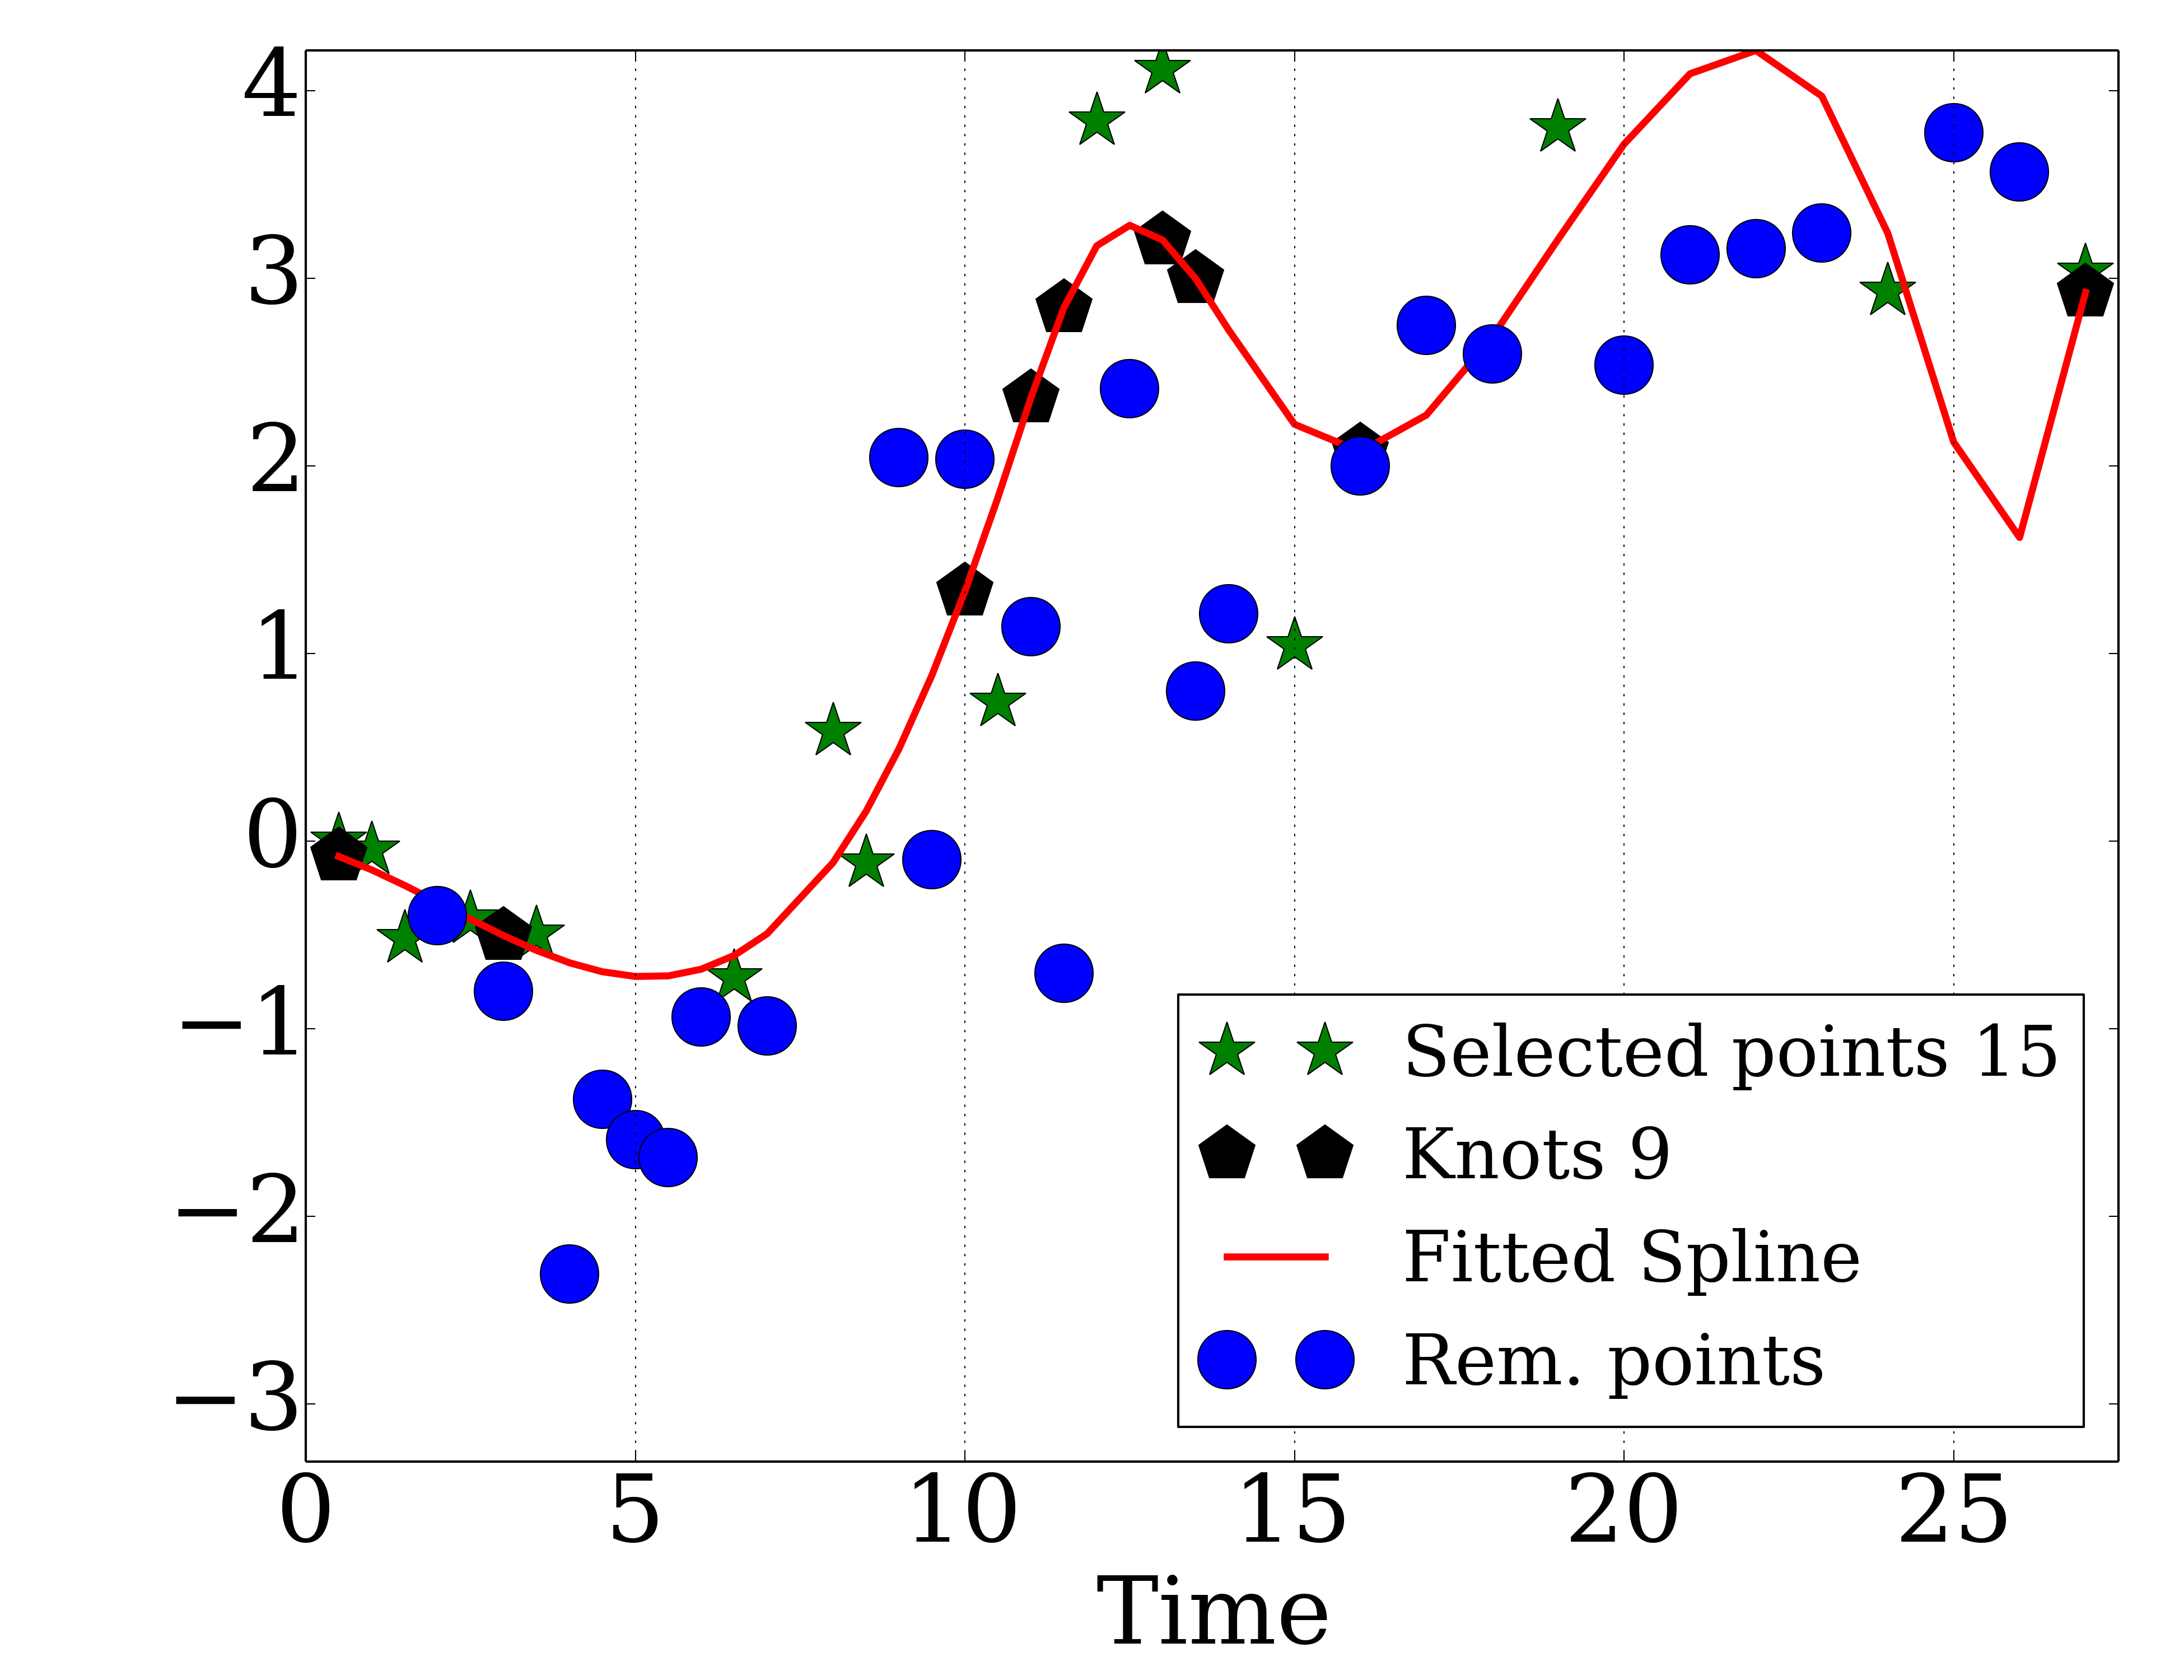 4
3
2
1
0
−1
−2
−3
0 5 10 15 20 25
Time
Selected points 15
Knots 9
Fitted Spline
Rem. points